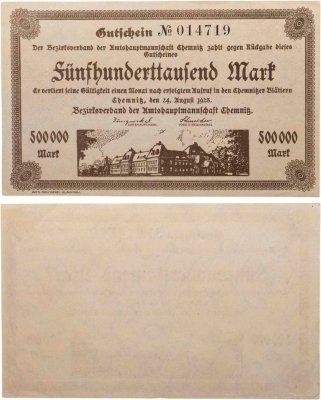 Gutschein № 014719
Der Bezirksverband der Amtshauptmannschaft Chemnitz zahlt gegen Rückgabe dieses
Gutscheines
Fünfhunderttausend Mark
Er verliert seine Gültigkeit einen Monat nach erfolgtem Aufruf in den Chemnitzer Blättern
Chemnitz, den 24. August 1923.
Bezirksverband der Amtshauptmannschaft Chemnitz.
500 000
Mark
500 000
Mark